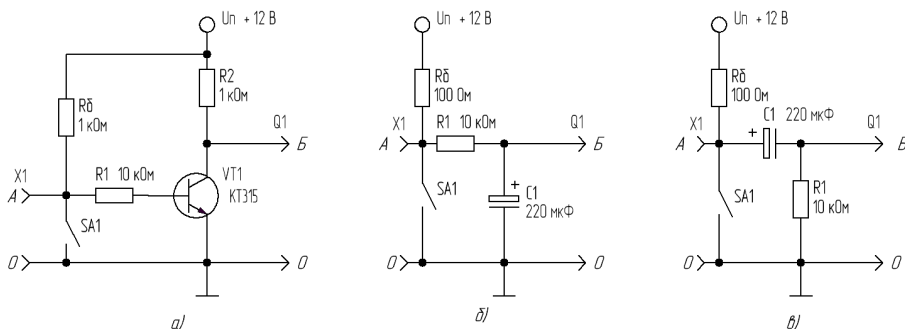 Uп + 12 В
Rб
1 кОм
R2
1 кОм
Q1
Б
X1
A
R1 10 кОм
VT1
КТ315
SA1
0
0
а)
Uп + 12 В
Rб
100 Ом
X1
A
R1 10 кОм
Q1
Б
SA1
+
C1
220 мкФ
0
0
б)
Uп + 12 В
Rб
100 Ом
X1
A
+
C1 220 мкФ
Q1
Б
SA1
R1
10 кОм
0
0
в)